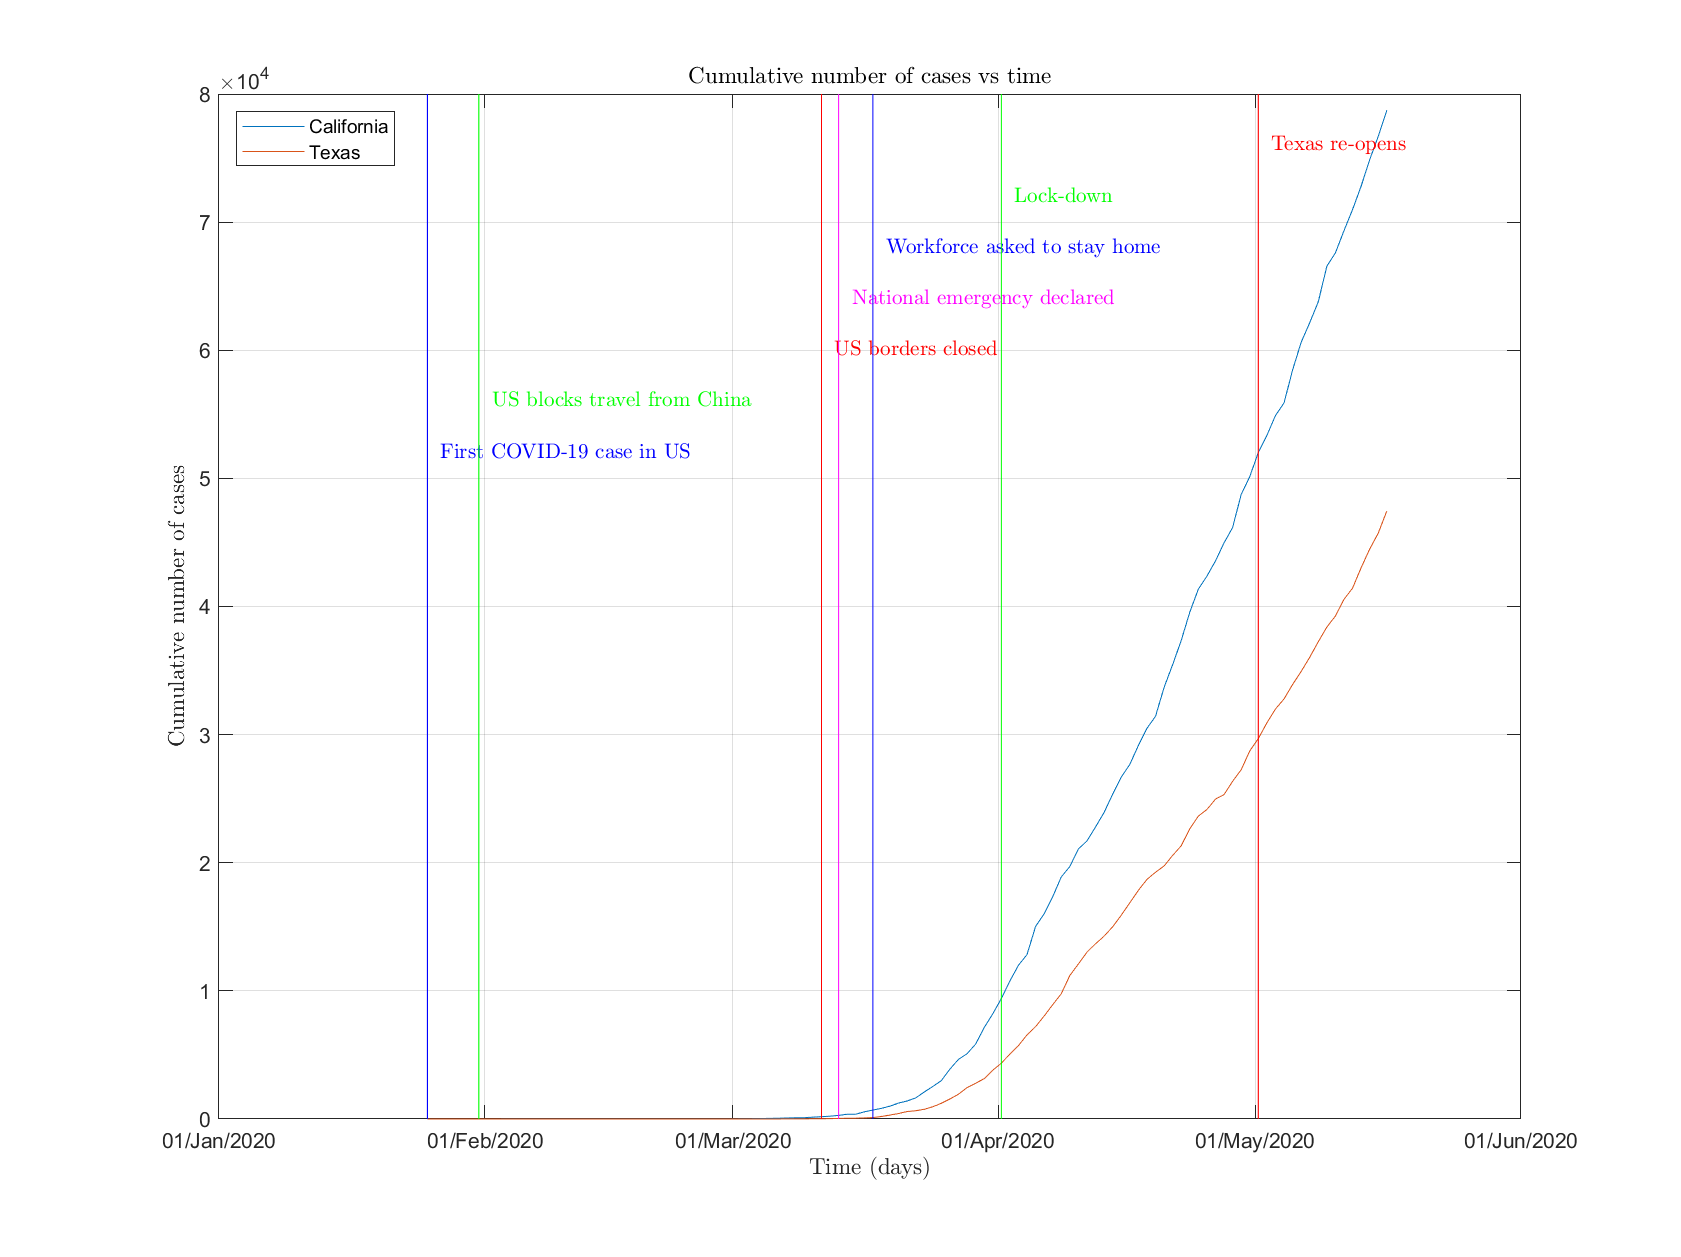 Cumulative number of cases vs time
×10^4
8
7
6
5
4
3
2
1
0
California
Texas
Texas re-opens
Lock-down
Workforce asked to stay home
National emergency declared
US borders closed
US blocks travel from China
First COVID-19 case in US
Cumulative number of cases
01/Jan/2020
01/Feb/2020
01/Mar/2020
01/Apr/2020
01/May/2020
01/Jun/2020
Time (days)